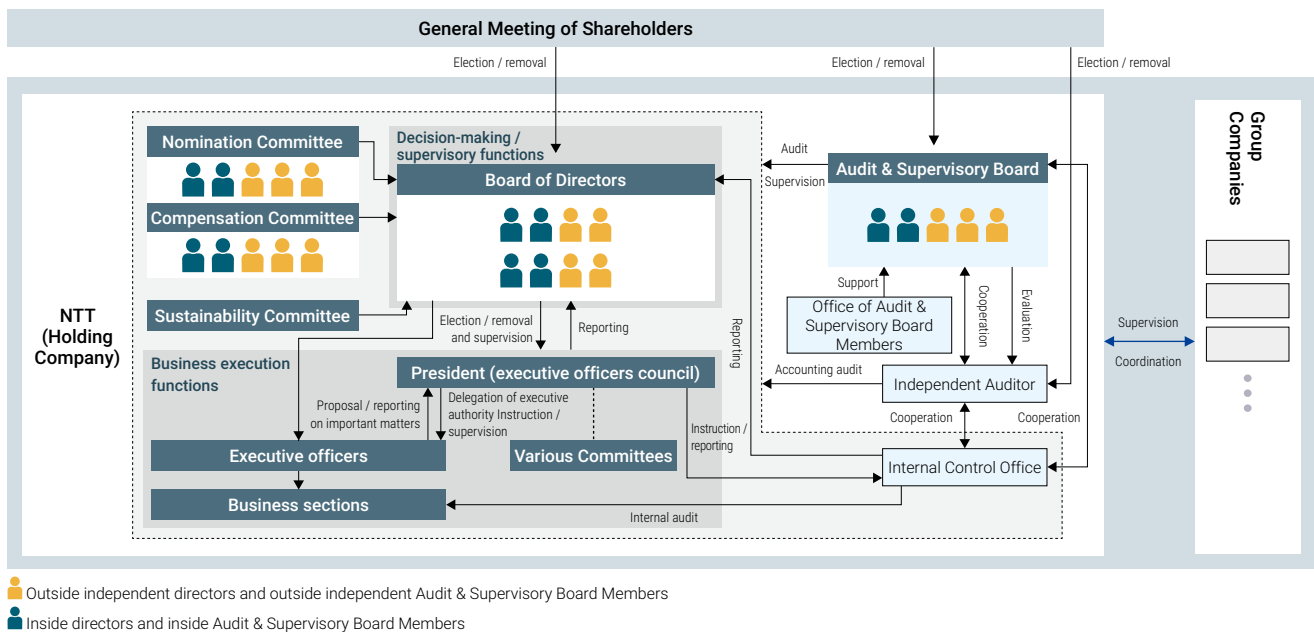 General Meeting of Shareholders
Election / removal
Election / removal
Election / removal
NTT
(Holding
Company)
Nomination Committee
Compensation Committee
Sustainability Committee
Decision-making /
supervisory functions
Board of Directors
Audit
Supervision
Audit & Supervisory Board
Support
Office of Audit &
Supervisory Board
Members
Cooperation
Evaluation
Election / removal
and supervision
Reporting
Reporting
Business execution
functions
President (executive officers council)
Accounting audit
Independent Auditor
Proposal / reporting
on important matters
Delegation of executive
authority Instruction /
supervision
Instruction /
reporting
Cooperation
Cooperation
Executive officers
Various Committees
Internal Control Office
Business sections
Internal audit
Supervision
Coordination
Group
Companies
Outside independent directors and outside independent Audit & Supervisory Board Members
Inside directors and inside Audit & Supervisory Board Members